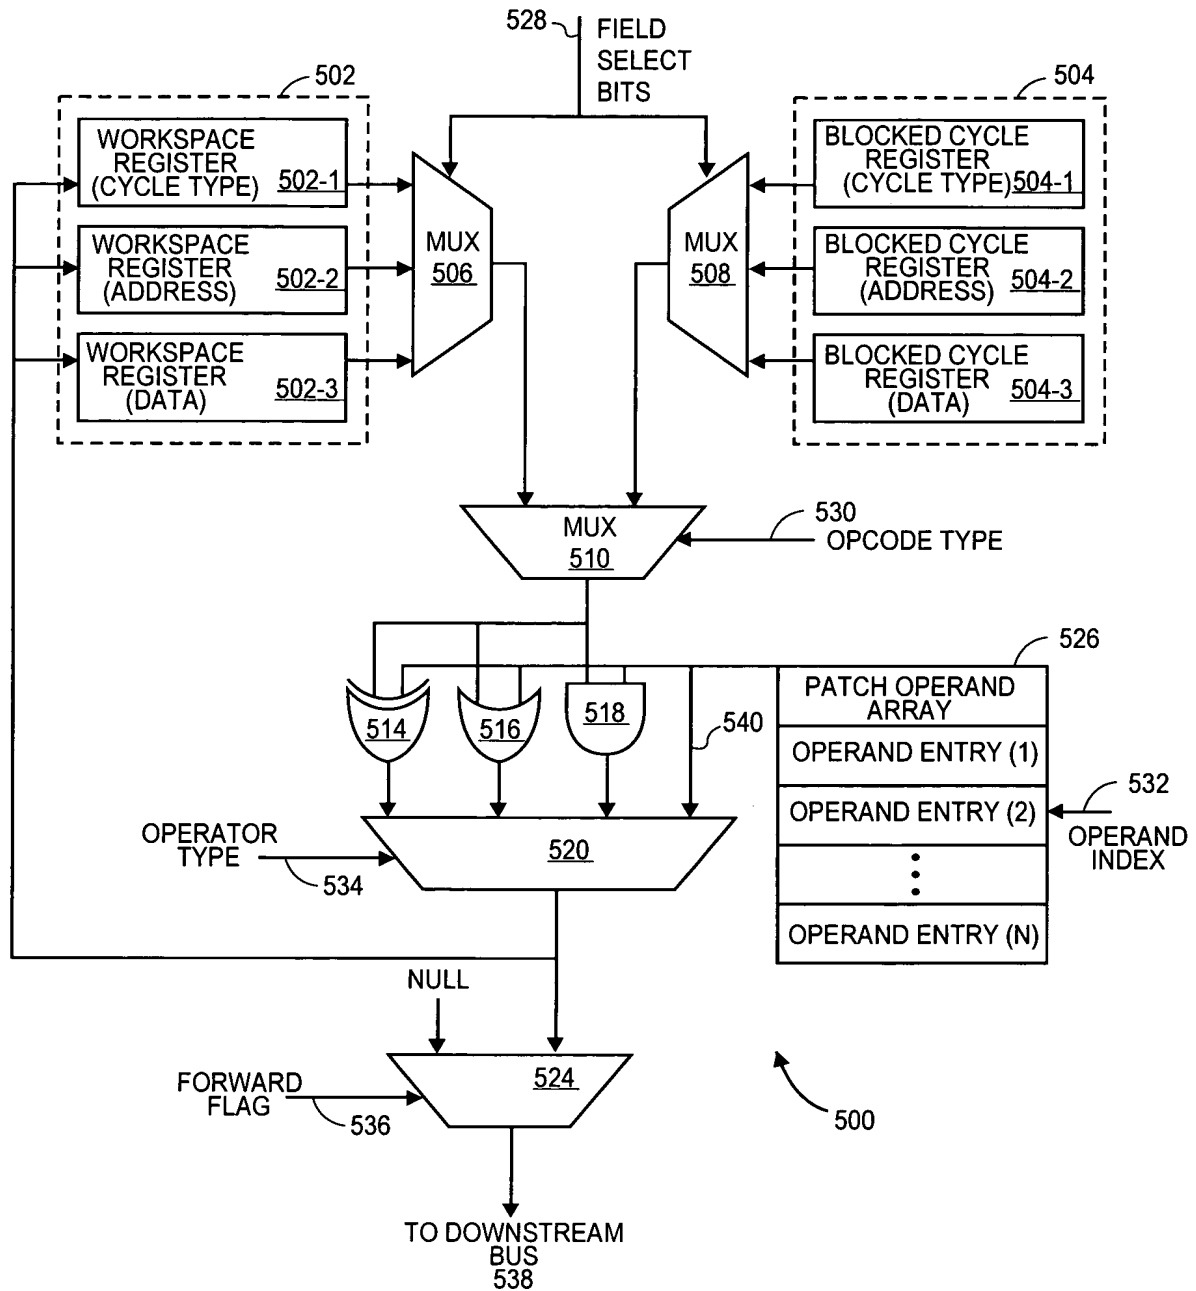 528
FIELD
SELECT
BITS
502
504
WORKSPACE
REGISTER
(CYCLE TYPE)
502-1
WORKSPACE
REGISTER
(ADDRESS)
502-2
WORKSPACE
REGISTER
(DATA)
502-3
MUX
506
MUX
508
BLOCKED CYCLE
REGISTER
(CYCLE TYPE)
504-1
BLOCKED CYCLE
REGISTER
(ADDRESS)
504-2
BLOCKED CYCLE
REGISTER
(DATA)
504-3
MUX
510
530
OPCODE TYPE
514
516
518
540
526
PATCH OPERAND
ARRAY
OPERAND ENTRY (1)
OPERAND ENTRY (2)
OPERAND ENTRY (N)
532
OPERAND
INDEX
OPERATOR
TYPE
534
520
NULL
524
FORWARD
FLAG
536
500
TO DOWNSTREAM
BUS
538